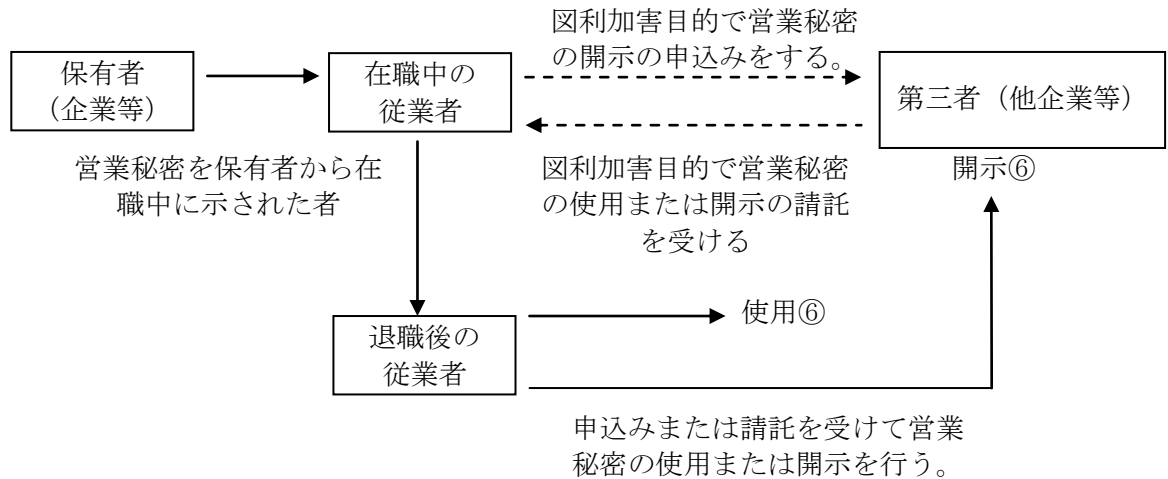 図利加害目的で営業秘密
の開示の申込みをする。
保有者
（企業等）
在職中の
従業者
第三者（他企業等）
営業秘密を保有者から在
職中に示された者
図利加害目的で営業秘密
の使用または開示の請託
を受ける
開示⑥
使用⑥
退職後の
従業者
申込みまたは請託を受けて営業
秘密の使用または開示を行う。